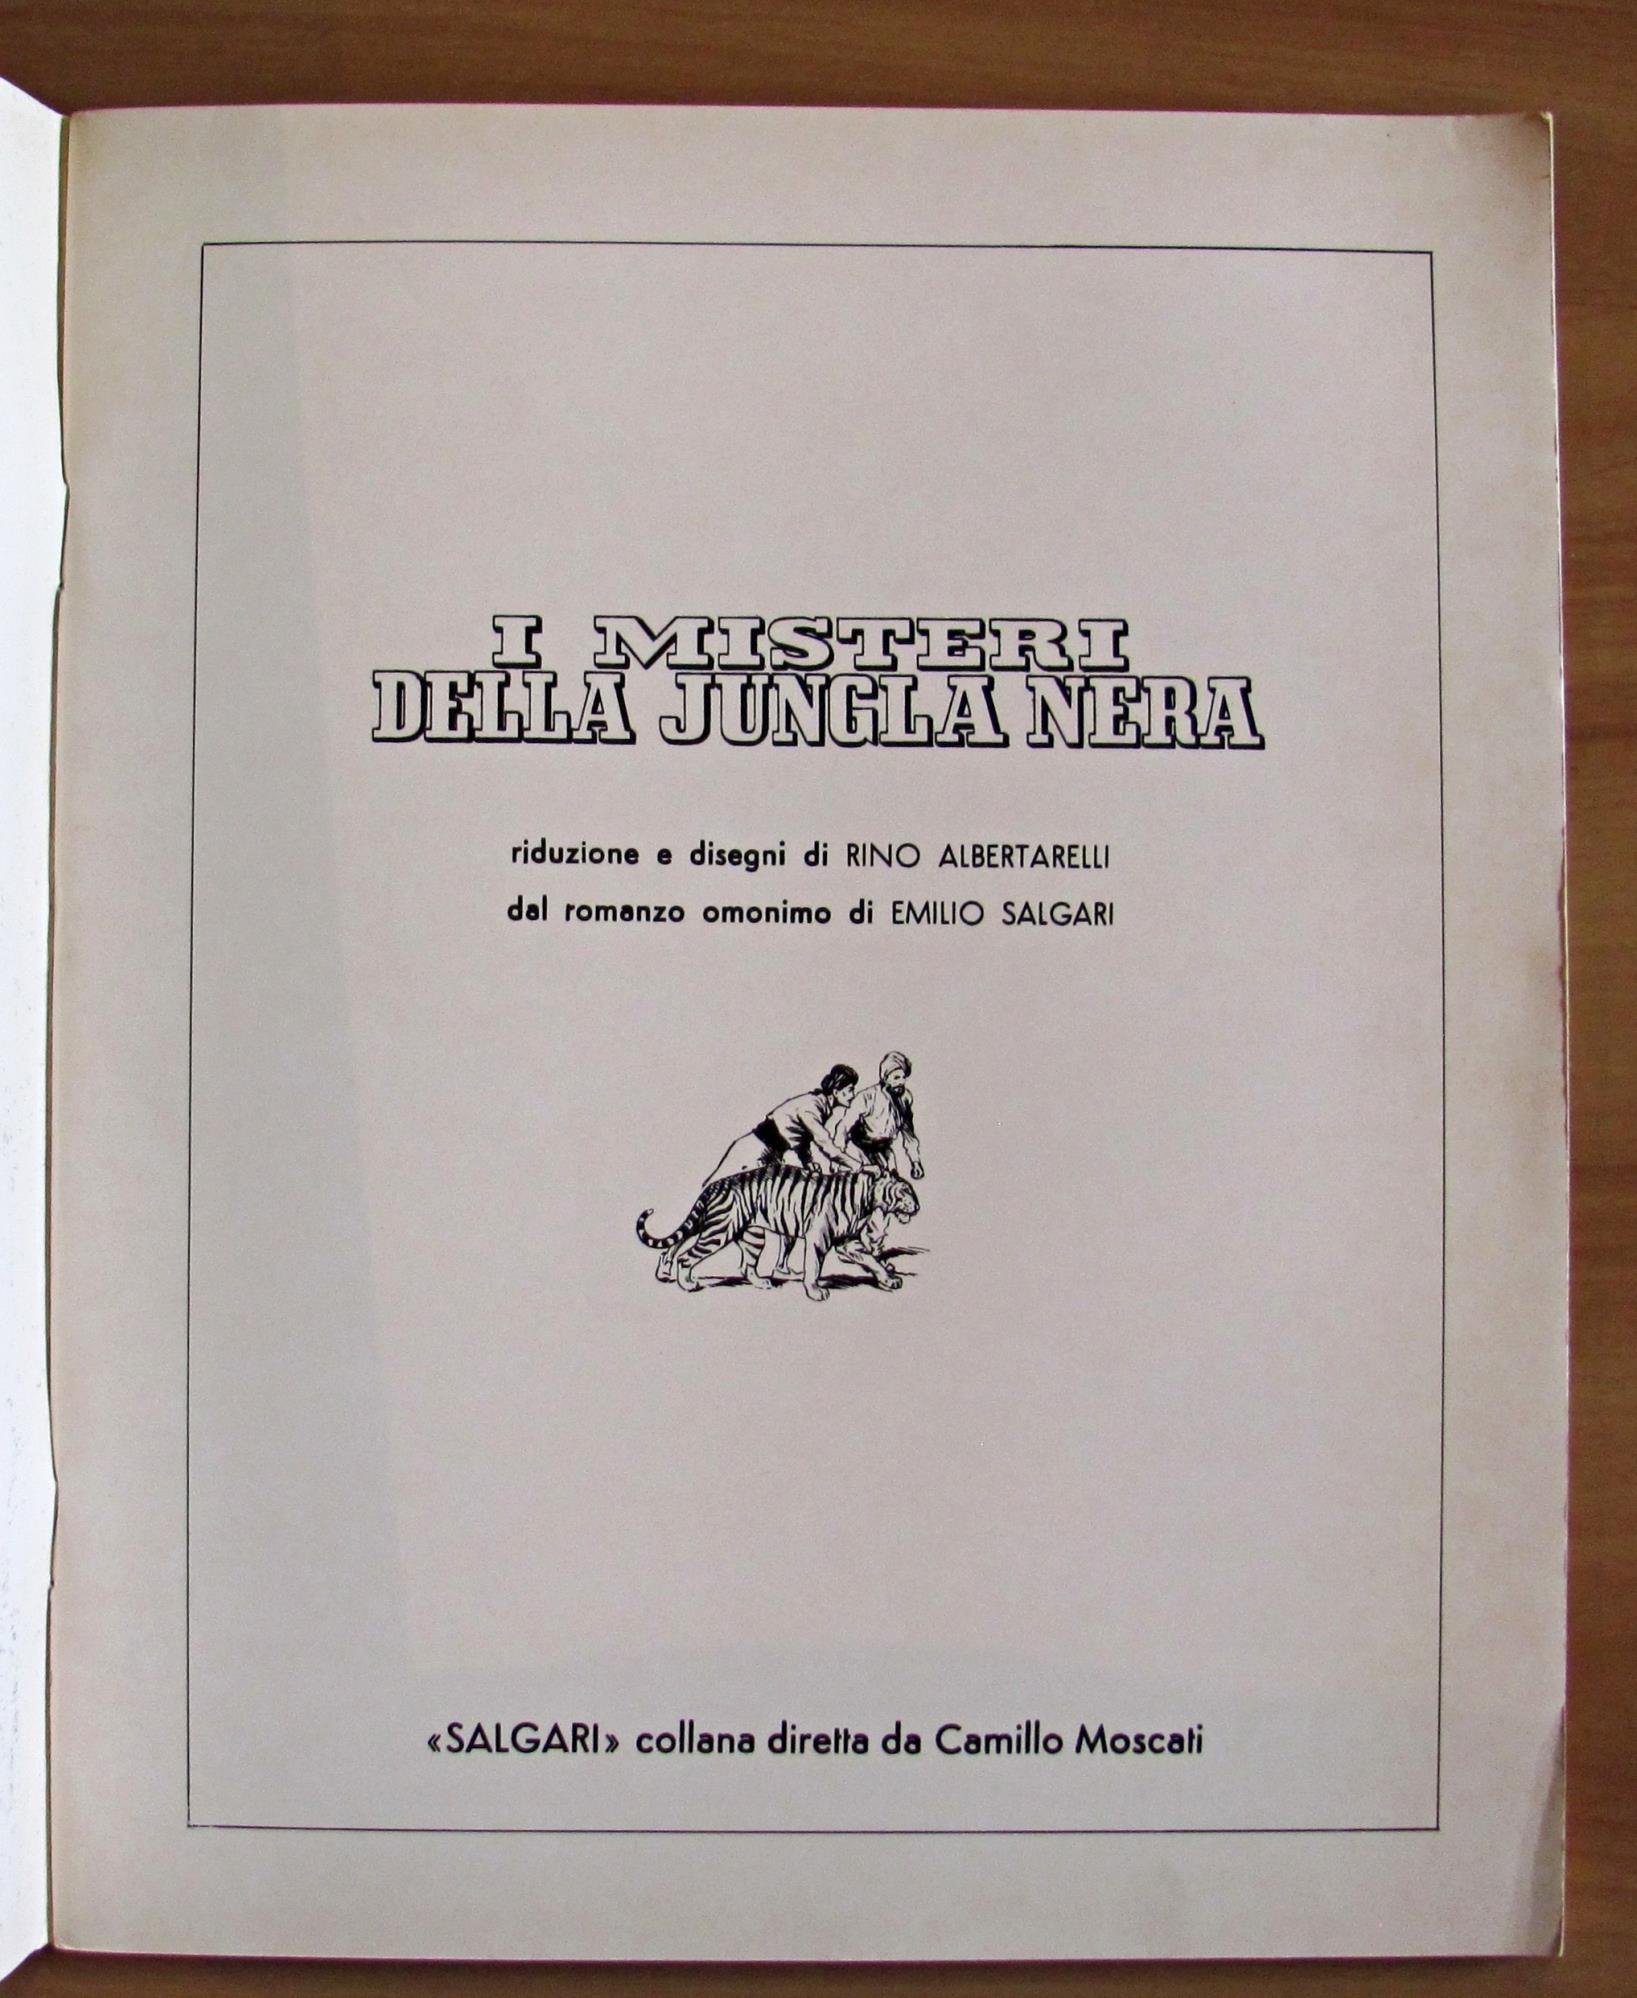 I MISTERI
DELLA JUNGLA NERA
riduzione e disegni di RINO ALBERTARELLI
dal romanzo omonimo di EMILIO SALGARI
«SALGARI» collana diretta da Camillo Moscati